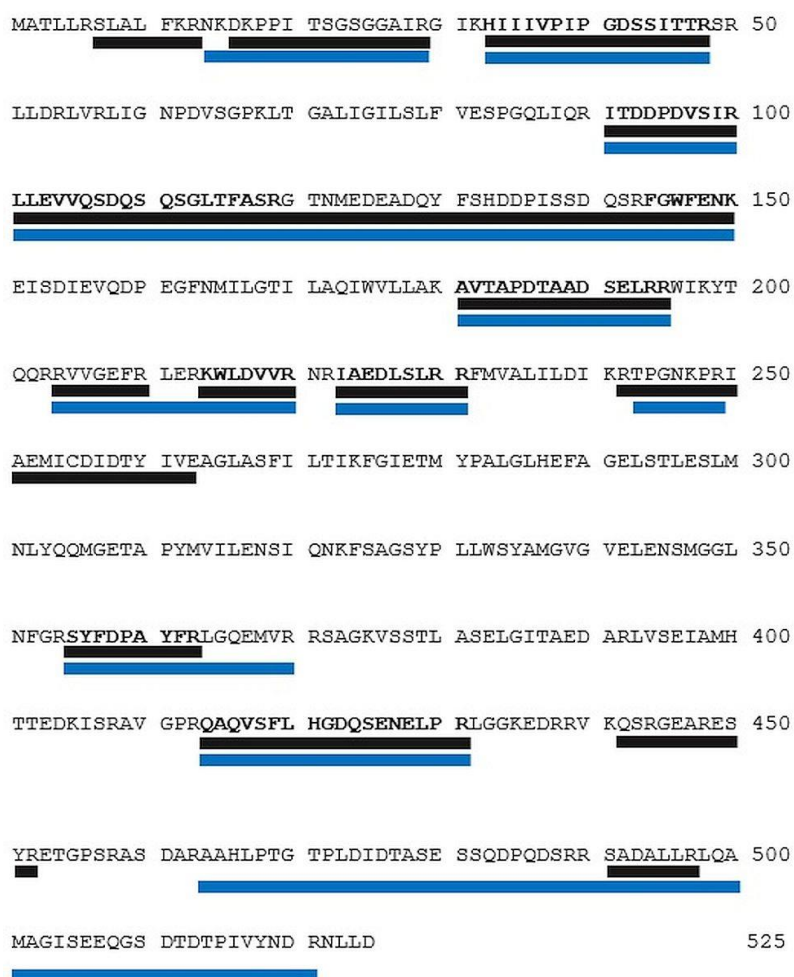 MATLLRSLAL FKRNKDKPPI TSGSGGAIRG IKHIIIVPIP GDSSITTRSR 50
LLDRLVRLIG NPDVSGPKLT GALIGILSLF VESPGQLIQR ITDDPDVSIR 100
LLEVVQSDQS QSGLTFASRG TNMEDEADQY FSHDDPISSD QSRFGWFENK 150
EISDIEVQDP EGFNMILGTI LAQIWVLLAK AVTAPDTAAD SELRRWIKYT 200
QQRRVVGEFR LERKWLDVVR NRIAEDLSLR RFMVALILDI KRTPGNKPRI 250
AEMICDIDTY IVEAGLASFI LTIKFGIETM YPALGLHEFA GELSTLESLM 300
NLYQQMGETA PYMVILENSI QNKFSAGSYP LLWSYAMGVG VELENSMGGL 350
NFGRSYFDPA YFRLGQEMVR RSAGKVSSTL ASELGITAED ARLVSEIAMH 400
TTEDKISRAV GPRQAQVSFL HGDQSENELP RLGGKEDRRV KQSRGEARES 450
YRETGPSRAS DARAAHLPTG TPLDIDTASE SSQDPQDSRR SADALLRLQA 500
MAGISEEQGS DTDTPIVYND RNLLD 525